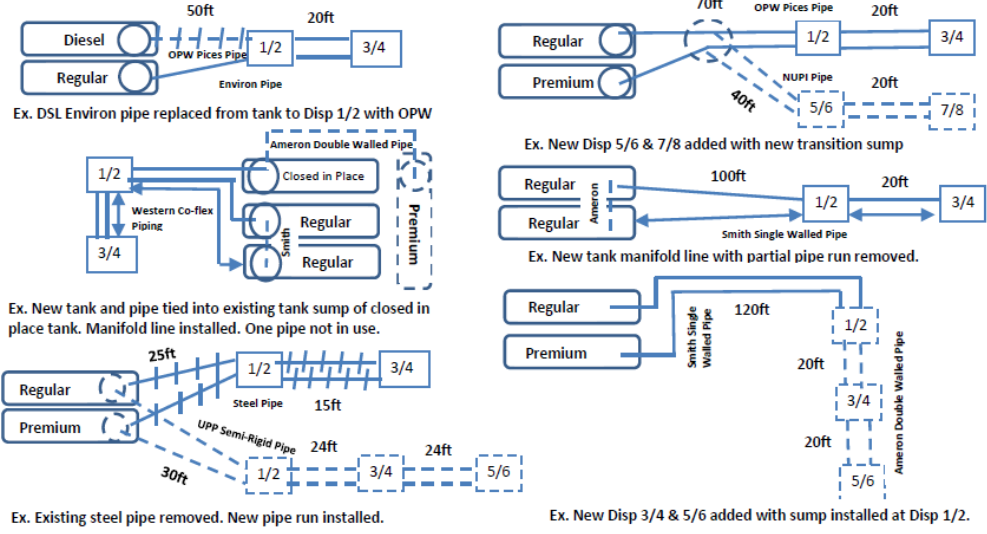 50ft
20ft
Diesel
1/2
3/4
OPW Pices Pipe
Regular
Environ Pipe
Ex. DSL Environ pipe replaced from tank to Disp 1/2 with OPW
70ft
OPW Pices Pipe
20ft
Regular
1/2
3/4
Premium
NUPI Pipe
20ft
40ft
5/6
7/8
Ex. New Disp 5/6 & 7/8 added with new transition sump
Ameron Double Walled Pipe
1/2
Closed in Place
Western Co-flex
Piping
Regular
Premium
Smith
3/4
Regular
Ex. New tank and pipe tied into existing tank sump of closed in
place tank. Manifold line installed. One pipe not in use.
Regular
Ameron
100ft
20ft
1/2
3/4
Regular
Smith Single Walled Pipe
Ex. New tank manifold line with partial pipe run removed.
25ft
1/2
3/4
Regular
Steel Pipe
15ft
Premium
UPP Semi-Rigid Pipe
24ft
24ft
30ft
1/2
3/4
5/6
Ex. Existing steel pipe removed. New pipe run installed.
Regular
120ft
1/2
Premium
Smith Single
Walled Pipe
20ft
3/4
Ameron Double Walled Pipe
20ft
5/6
Ex. New Disp 3/4 & 5/6 added with sump installed at Disp 1/2.